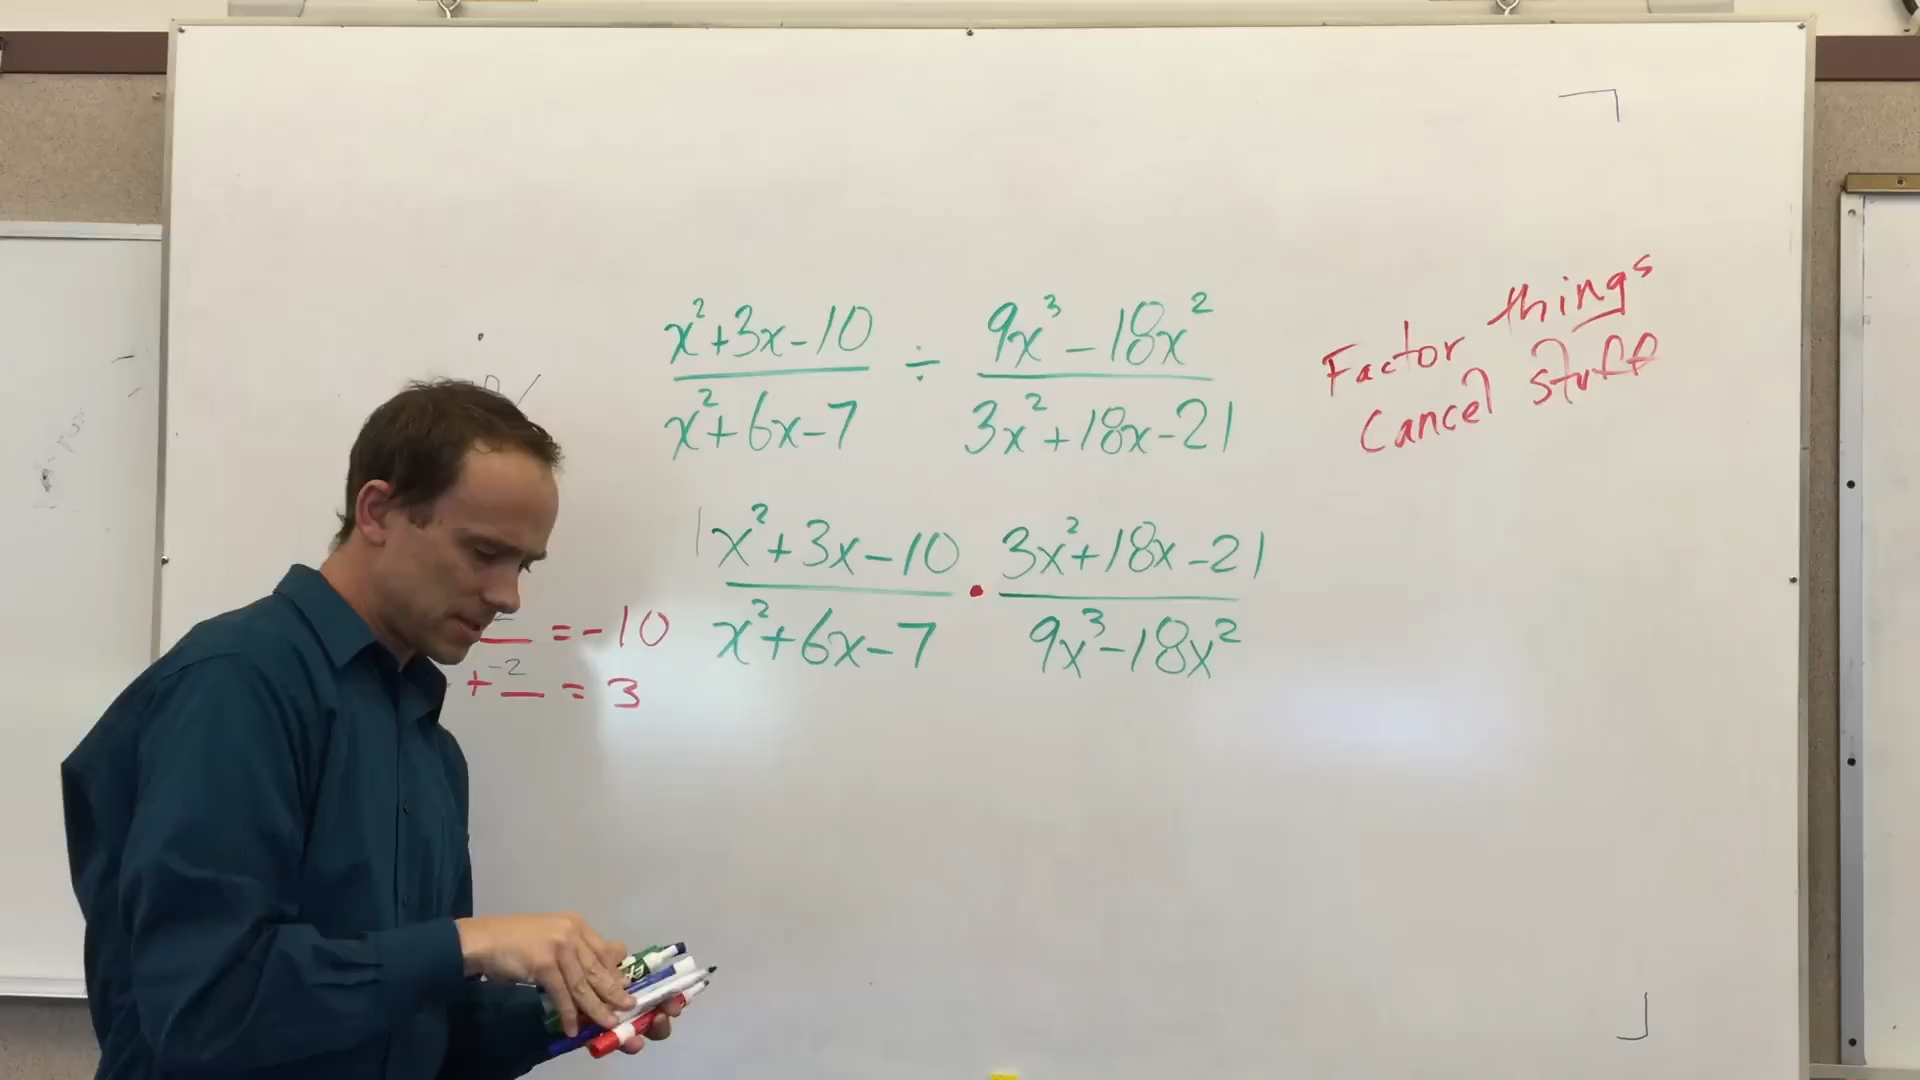 x²+3x-10 ÷ 9x³-18x²
x²+6x-7 3x²+18x-21
Factor things
Cancel stuff
1x²+3x-10 • 3x²+18x-21
x²+6x-7 9x³-18x²
=-10
+ -2 = 3